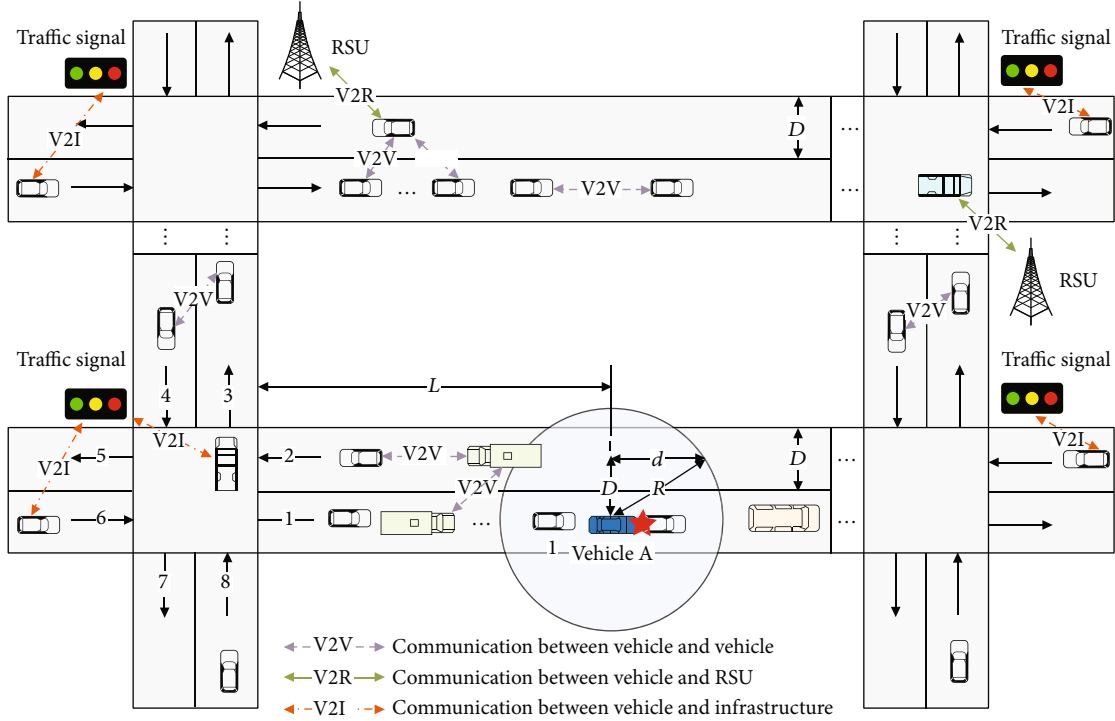 Traffic signal
RSU
Traffic signal
V2R
V2I
D
...
V2I
V2V
...
V2V
...
V2R
...
...
...
...
RSU
V2V
V2V
Traffic signal
Traffic signal
L
4
3
V2I
V2I
5
2
V2V
d
D
...
V2I
V2V
D
R
6
1
...
1
Vehicle A
...
7
8
V2V Communication between vehicle and vehicle
V2R Communication between vehicle and RSU
V2I Communication between vehicle and infrastructure